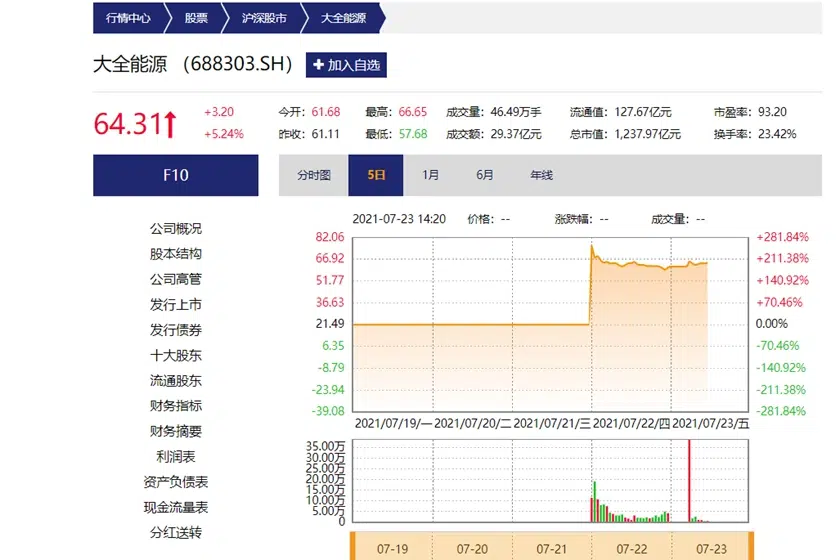 行情中心 股票 沪深股市 大全能源
大全能源 （688303.SH） ✚加入自选
64.31↑ +3.20 +5.24%
今开：61.68 最高：66.65 成交量：46.49万手 流通值：127.67亿元 市盈率：93.20
昨收：61.11 最低：57.68 成交额：29.37亿元 总市值：1,237.97亿元 换手率：23.42%
F10
分时图 5日 1月 6月 年线
公司概况
股本结构
公司高管
发行上市
发行债券
十大股东
流通股东
财务指标
财务摘要
利润表
资产负债表
现金流量表
分红送转
2021-07-23 14:20 价格：-- 涨跌幅：-- 成交量：--
82.06 +281.84%
66.92 +211.38%
51.77 +140.92%
36.63 +70.46%
21.49 0.00%
6.35 -70.46%
-8.79 -140.92%
-23.94 -211.38%
-39.08 -281.84%
2021/07/19/一 2021/07/20/二 2021/07/21/三 2021/07/22/四 2021/07/23/五
35.00万
30.00万
25.00万
20.00万
15.00万
10.00万
5.00万
0
07-19 07-20 07-21 07-22 07-23